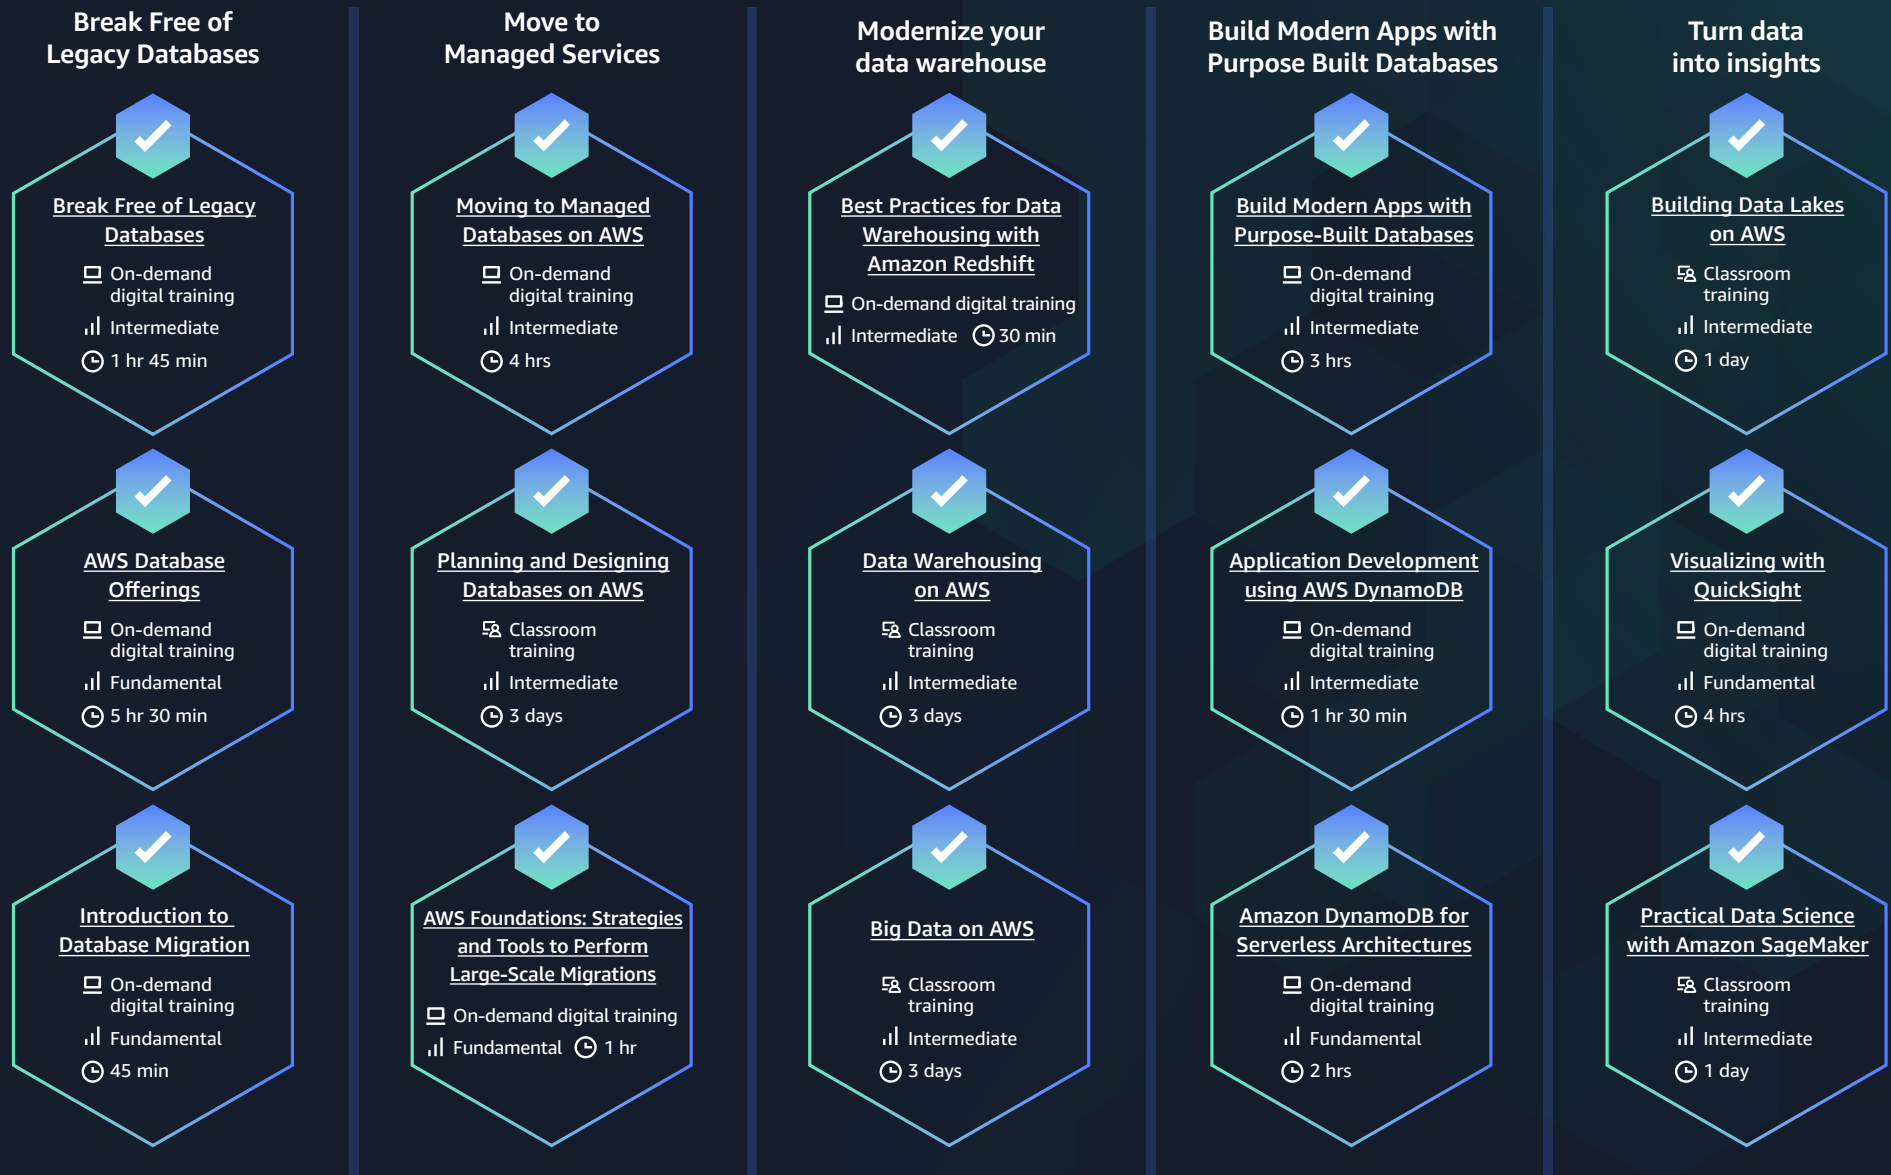 Break Free of
Legacy Databases
Break Free of Legacy
Databases
On-demand
digital training
Intermediate
1 hr 45 min
AWS Database
Offerings
On-demand
digital training
Fundamental
5 hr 30 min
Introduction to
Database Migration
On-demand
digital training
Fundamental
45 min
Move to
Managed Services
Moving to Managed
Databases on AWS
On-demand
digital training
Intermediate
4 hrs
Planning and Designing
Databases on AWS
Classroom
training
Intermediate
3 days
AWS Foundations: Strategies
and Tools to Perform
Large-Scale Migrations
On-demand digital training
Fundamental 1 hr
Modernize your
data warehouse
Best Practices for Data
Warehousing with
Amazon Redshift
On-demand digital training
Intermediate 30 min
Data Warehousing
on AWS
Classroom
training
Intermediate
3 days
Big Data on AWS
Classroom
training
Intermediate
3 days
Build Modern Apps with
Purpose Built Databases
Build Modern Apps with
Purpose-Built Databases
On-demand
digital training
Intermediate
3 hrs
Application Development
using AWS DynamoDB
On-demand
digital training
Intermediate
1 hr 30 min
Amazon DynamoDB for
Serverless Architectures
On-demand
digital training
Fundamental
2 hrs
Turn data
into insights
Building Data Lakes
on AWS
Classroom
training
Intermediate
1 day
Visualizing with
QuickSight
On-demand
digital training
Fundamental
4 hrs
Practical Data Science
with Amazon SageMaker
Classroom
training
Intermediate
1 day